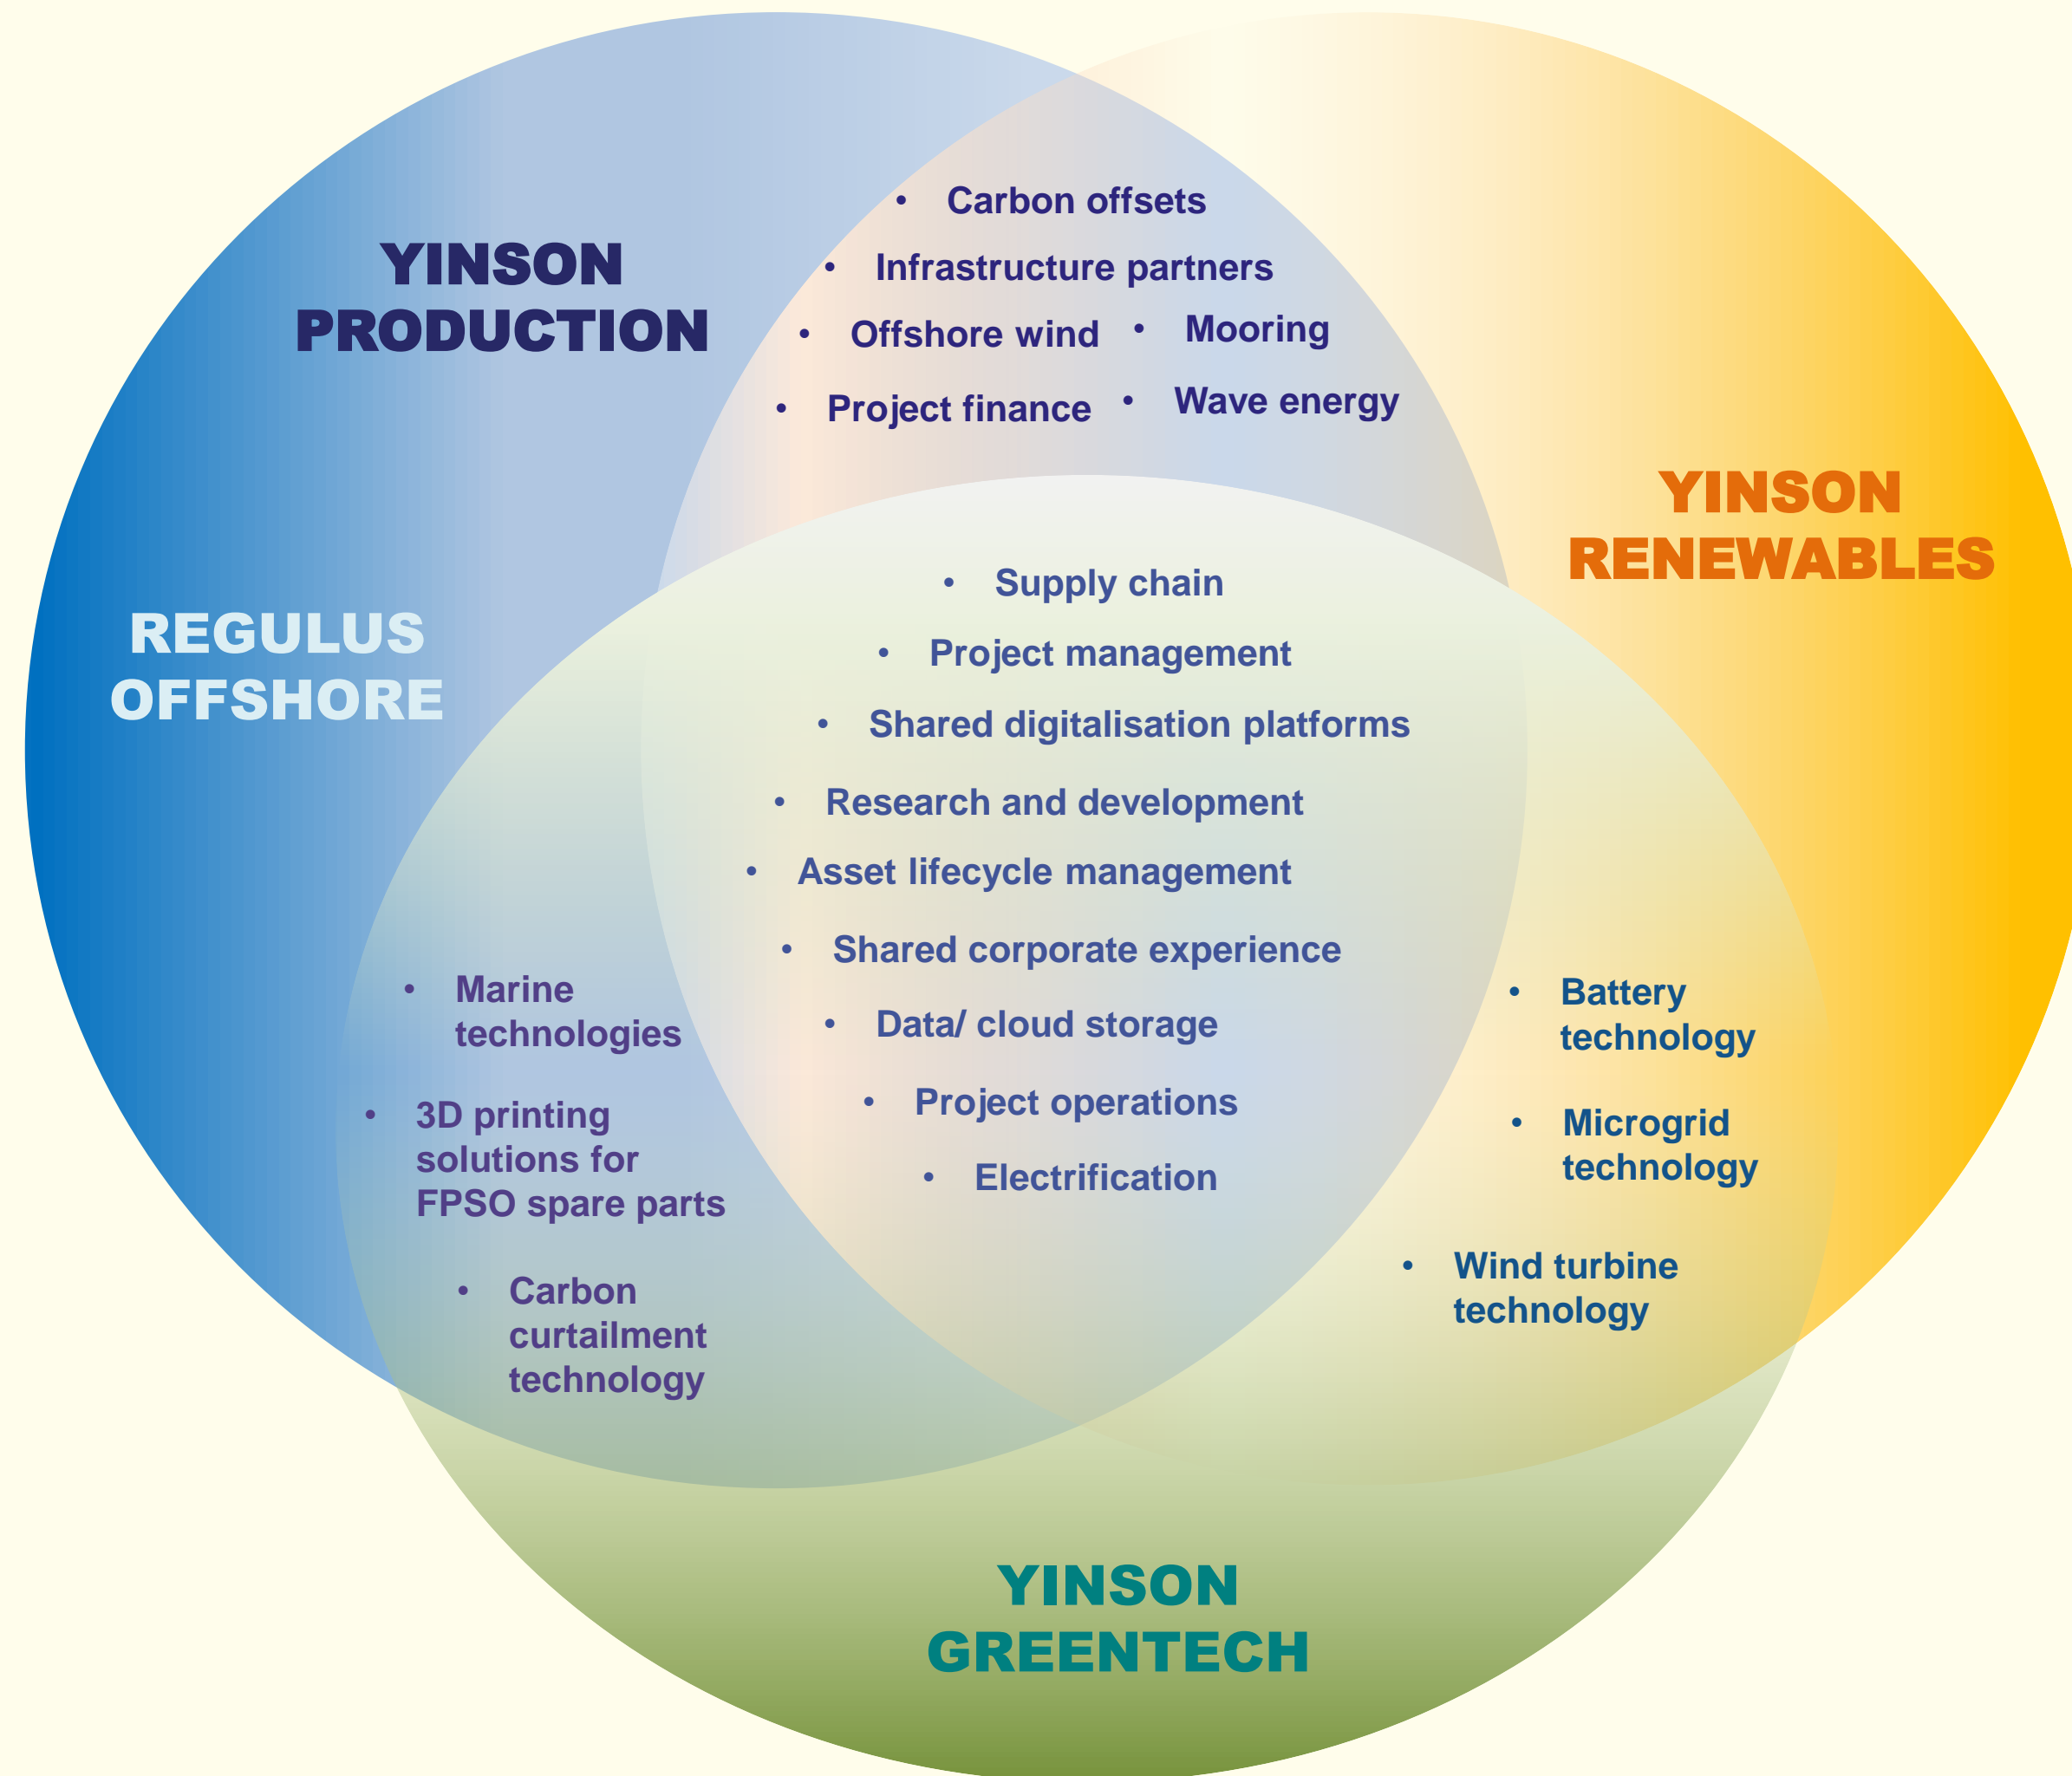 YINSON
PRODUCTION
REGULUS
OFFSHORE
YINSON
RENEWABLES
• Carbon offsets
• Infrastructure partners
• Offshore wind • Mooring
• Project finance • Wave energy
• Supply chain
• Project management
• Shared digitalisation platforms
• Research and development
• Asset lifecycle management
• Shared corporate experience
• Data/ cloud storage
• Project operations
• Electrification
• Marine
technologies
• 3D printing
solutions for
FPSO spare parts
• Carbon
curtailment
technology
• Battery
technology
• Microgrid
technology
• Wind turbine
technology
YINSON
GREENTECH